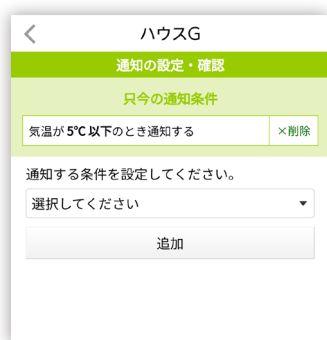 ハウスG
通知の設定・確認
只今の通知条件
気温が 5℃ 以下のとき通知する ×削除
通知する条件を設定してください。
選択してください
追加